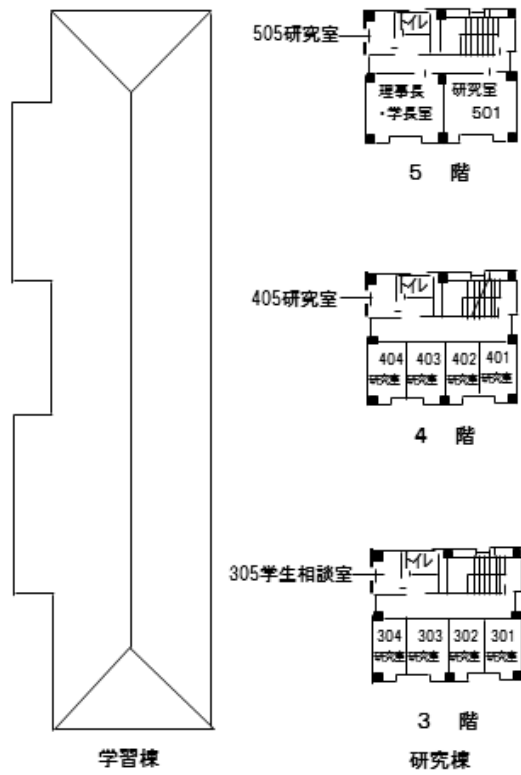 505研究室
トイレ
理事長
・学長室
研究室
501
5 階
405研究室
トイレ
404
研究室
403
研究室
402
研究室
401
研究室
4 階
305学生相談室
トイレ
304
研究室
303
研究室
302
研究室
301
研究室
3 階
学習棟
研究棟